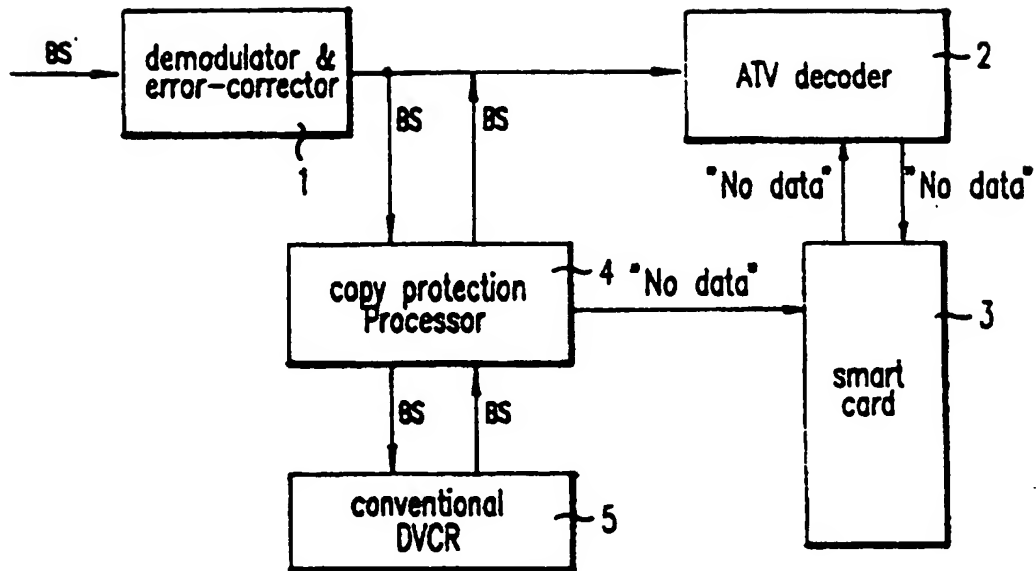 BS
demodulator &
error-corrector
1
BS
BS
ATV decoder
2
"No data"
"No data"
copy protection
Processor
4
"No data"
smart
card
3
BS
BS
conventional
DVCR
5